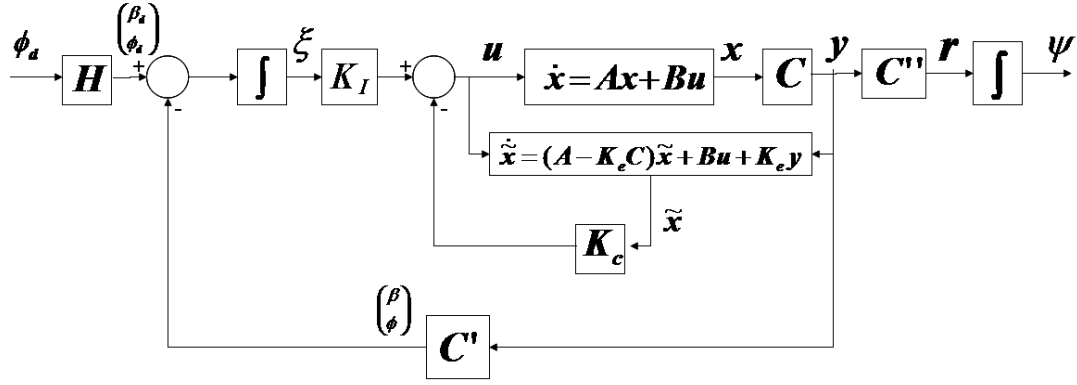 ϕ_d
H
(β_d ϕ_d)
+
-
∫
ξ
K_I
+
-
u
ẋ = Ax + Bu
x
C
y
C''
r
∫
ψ
x̃̇ = (A − K_e C)x̃ + Bu + K_e y
x̃
K_c
(β ϕ)
C'